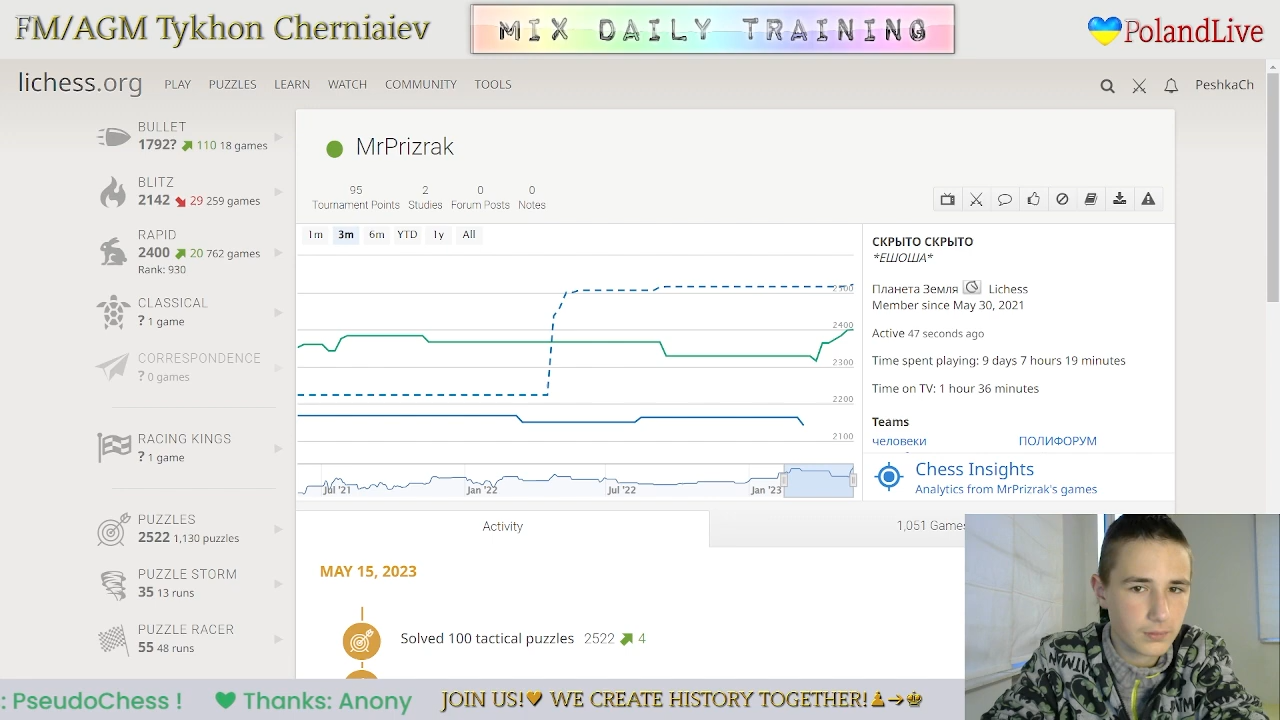 FM/AGM Tykhon Cherniaiev
MIX DAILY TRAINING
PolandLive
lichess.org
PLAY PUZZLES LEARN WATCH COMMUNITY TOOLS
PeshkaCh
BULLET
1792? 110 18 games
BLITZ
2142 29 259 games
RAPID
2400 20 762 games
Rank: 930
CLASSICAL
? 1 game
CORRESPONDENCE
? 0 games
RACING KINGS
? 1 game
PUZZLES
2522 1,130 puzzles
PUZZLE STORM
35 13 runs
PUZZLE RACER
55 48 runs
MrPrizrak
95 2 0 0
Tournament Points Studies Forum Posts Notes
1m 3m 6m YTD 1y All
2500
2400
2300
2200
2100
Jul '21 Jan '22 Jul '22 Jan '23
СКРЫТО СКРЫТО
*ЕШОША*
Планета Земля Lichess
Member since May 30, 2021
Active 47 seconds ago
Time spent playing: 9 days 7 hours 19 minutes
Time on TV: 1 hour 36 minutes
Teams
человеки ПОЛИФОРУМ
Chess Insights
Analytics from MrPrizrak's games
Activity
1,051 Games
MAY 15, 2023
Solved 100 tactical puzzles 2522 4
BATMAN
: PseudoChess ! Thanks: Anony
JOIN US! WE CREATE HISTORY TOGETHER!